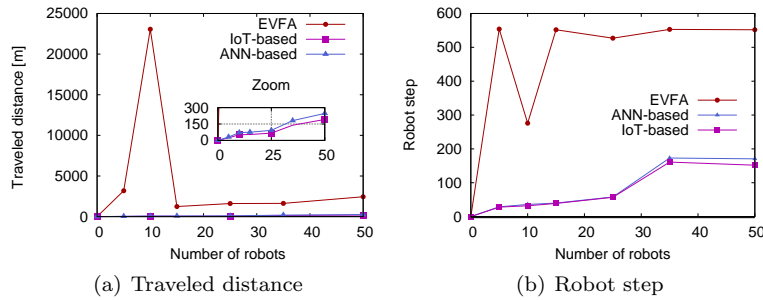 25000
20000
15000
10000
5000
0
0
10
20
30
40
50
Traveled distance [m]
Number of robots
EVFA
IoT-based
ANN-based
Zoom
300
150
0
0
25
50
(a) Traveled distance
600
500
400
300
200
100
0
0
10
20
30
40
50
Robot step
Number of robots
EVFA
ANN-based
IoT-based
(b) Robot step